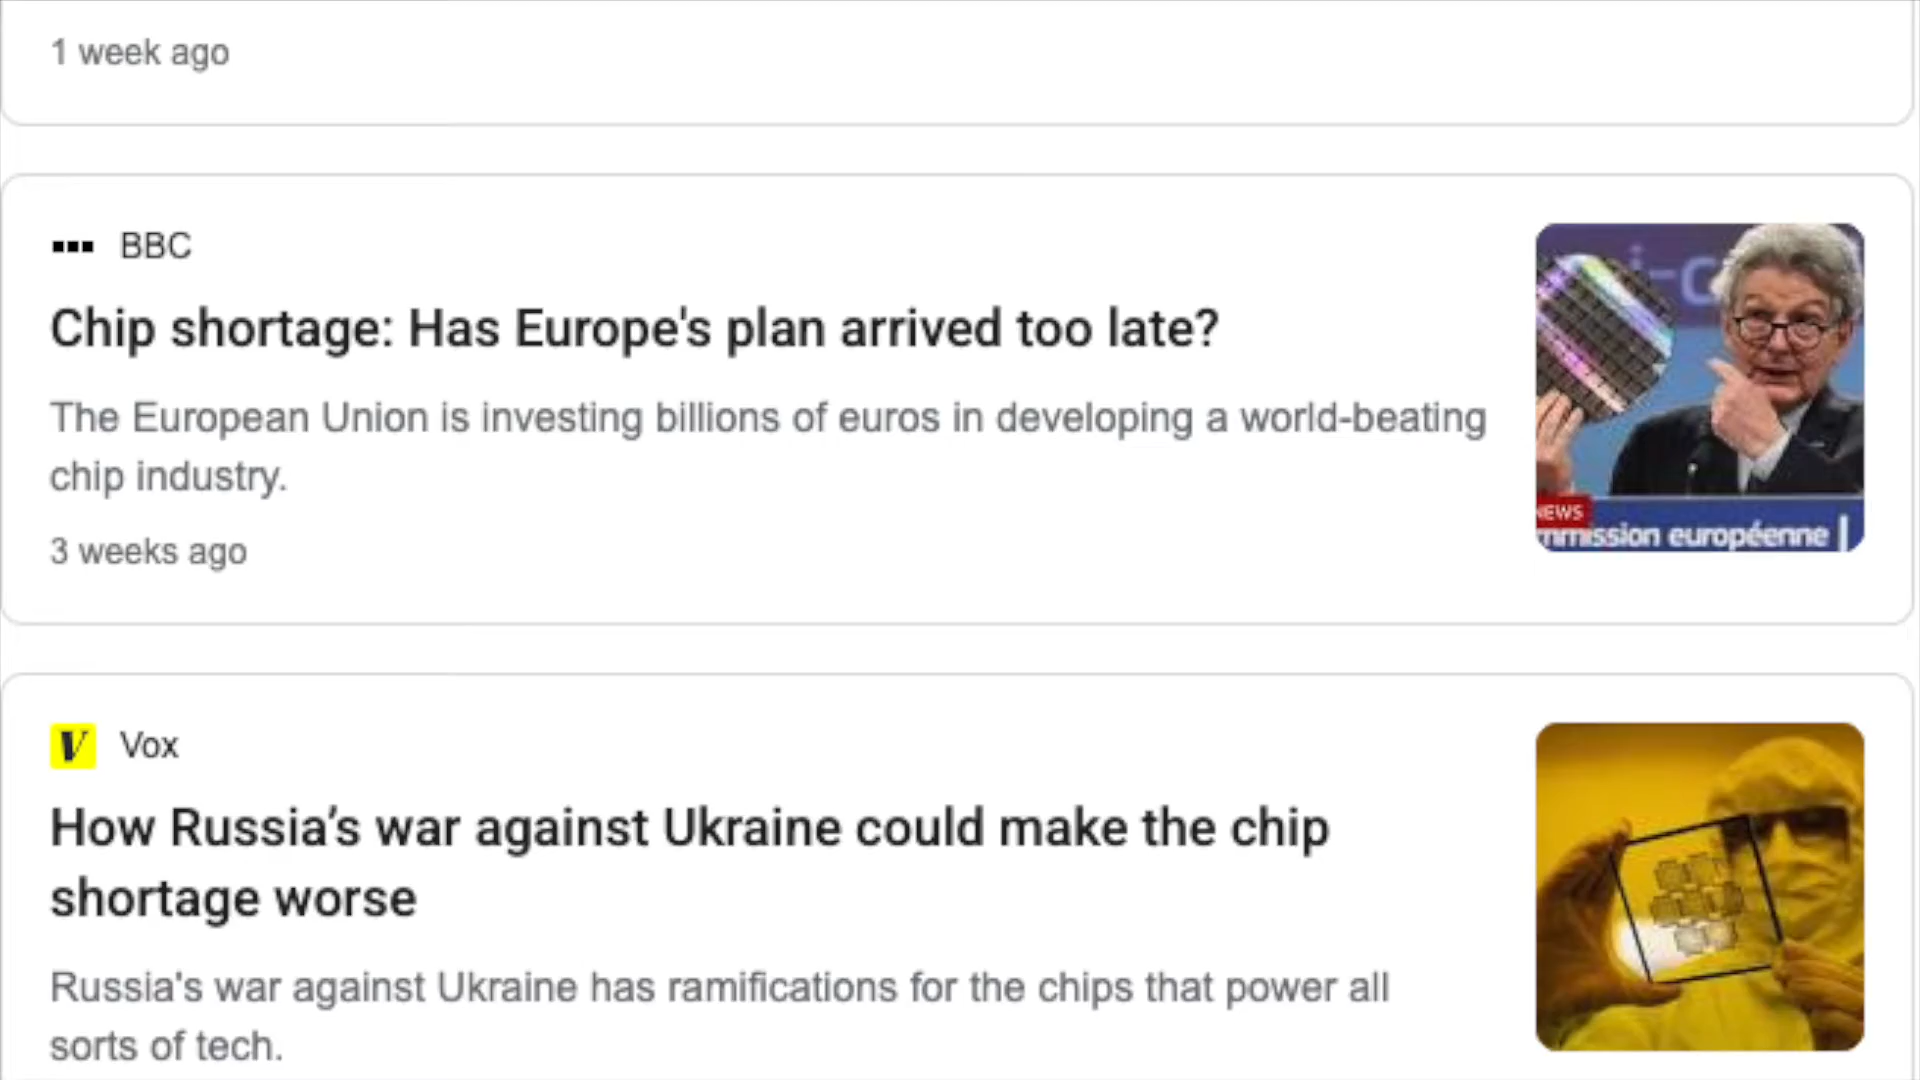 1 week ago
BBC
Chip shortage: Has Europe's plan arrived too late?
The European Union is investing billions of euros in developing a world-beating
chip industry.
3 weeks ago
i-c
NEWS
mmission européenne
V Vox
How Russia’s war against Ukraine could make the chip
shortage worse
Russia's war against Ukraine has ramifications for the chips that power all
sorts of tech.